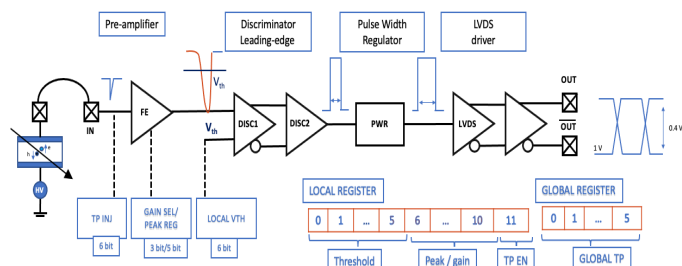 Pre-amplifier
Discriminator
Leading-edge
Pulse Width
Regulator
LVDS
driver
Vth
OUT
FE
IN
Vth
DISC1
DISC2
PWR
LVDS
OUT
1 V
0.4 V
h
e
HV
TP INJ
6 bit
GAIN SEL/
PEAK REG
3 bit/5 bit
LOCAL VTH
6 bit
LOCAL REGISTER
0 1 ... 5 6 ... 10 11
Threshold
Peak / gain
TP EN
GLOBAL REGISTER
0 1 ... 5
GLOBAL TP